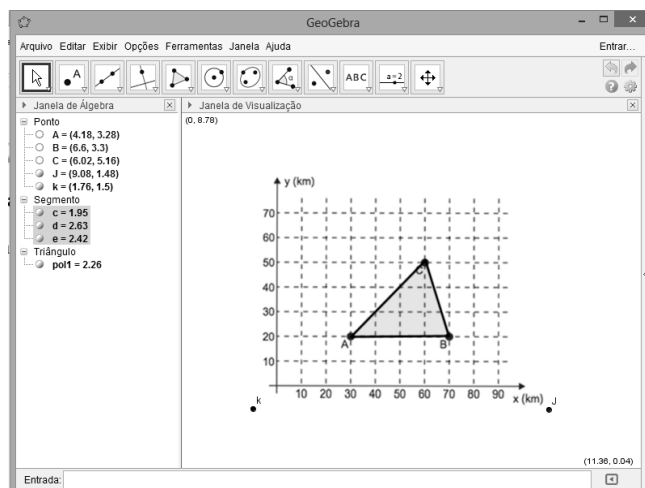 GeoGebra
Arquivo Editar Exibir Opções Ferramentas Janela Ajuda
Entrar...
A
α
ABC
a=2
Janela de Álgebra
Janela de Visualização
Ponto
A = (4.18, 3.28)
B = (6.6, 3.3)
C = (6.02, 5.16)
J = (9.08, 1.48)
k = (1.76, 1.5)
Segmento
c = 1.95
d = 2.63
e = 2.42
Triângulo
pol1 = 2.26
(0, 8.78)
y (km)
70
60
50
C
40
30
20
A B
10
10 20 30 40 50 60 70 80 90 x (km)
k J
(11.36, 0.04)
Entrada: